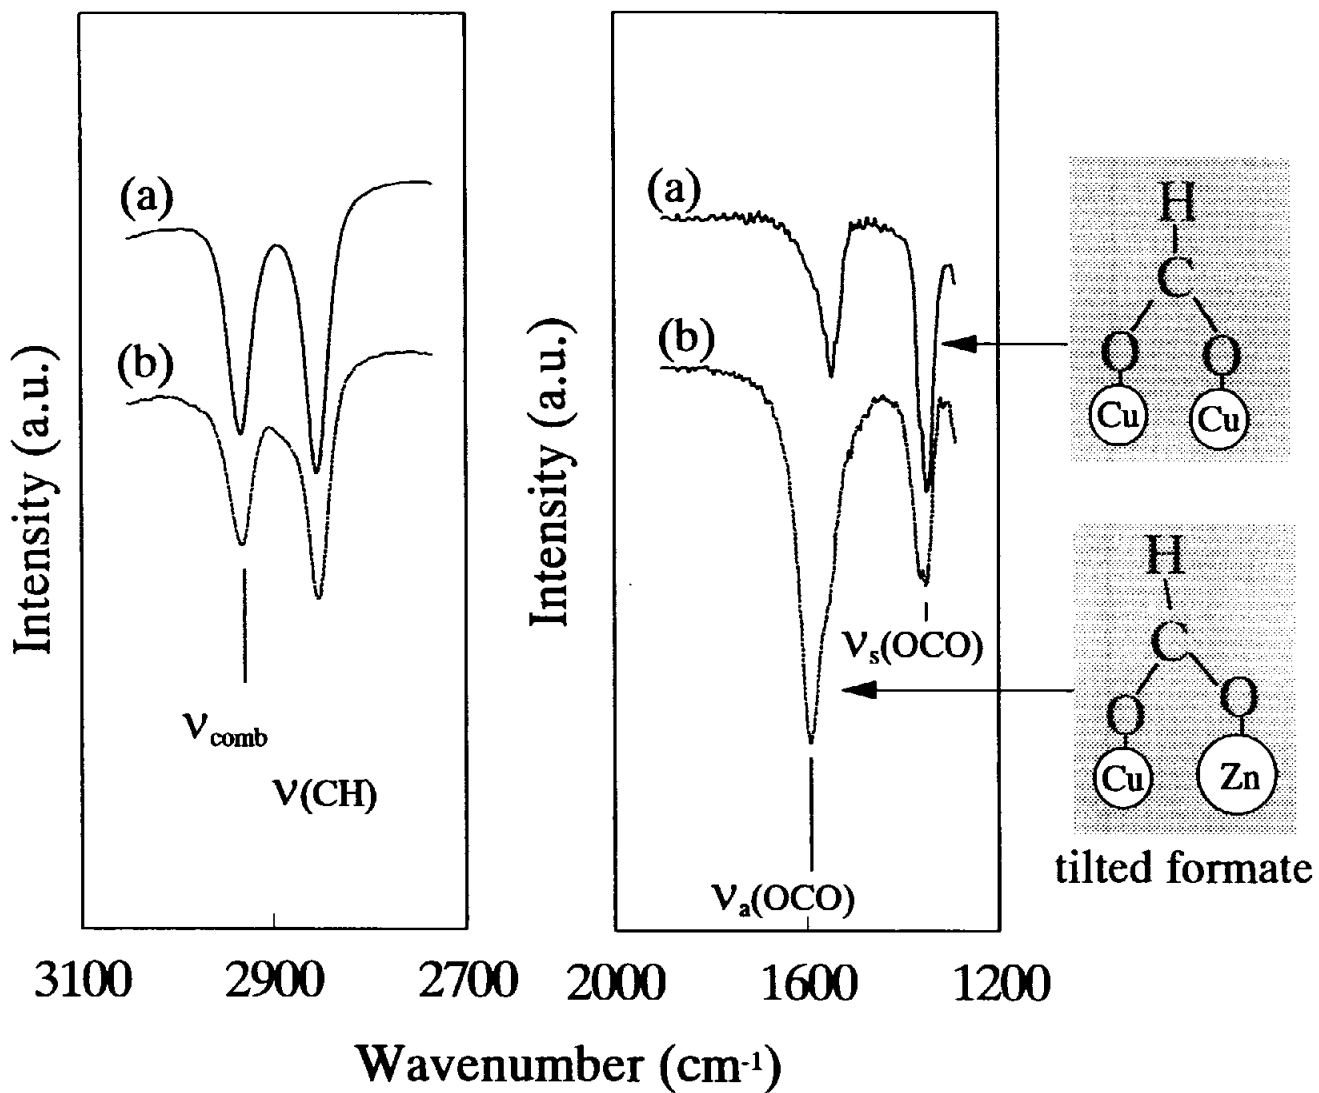 (a)
(b)
ν_comb
ν(CH)
Intensity (a.u.)
3100 2900 2700
(a)
(b)
ν_s(OCO)
ν_a(OCO)
Intensity (a.u.)
2000 1600 1200
Wavenumber (cm⁻¹)
H
C
O O
Cu Cu
H
C
O O
Cu Zn
tilted formate